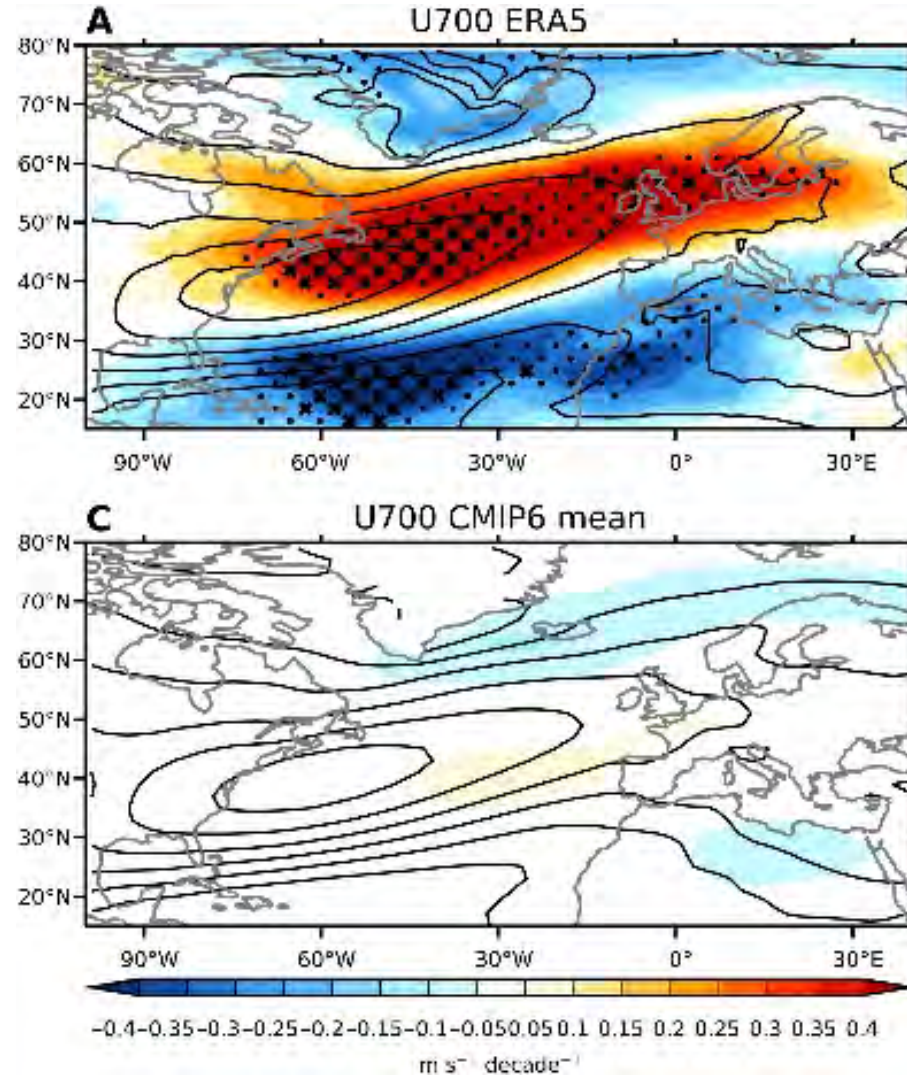 A
U700 ERA5
80°N
70°N
60°N
50°N
40°N
30°N
20°N
90°W 60°W 30°W 0° 30°E
C
U700 CMIP6 mean
80°N
70°N
60°N
50°N
40°N
30°N
20°N
90°W 60°W 30°W 0° 30°E
−0.4−0.35−0.3−0.25−0.2−0.15−0.1−0.050.05 0.1 0.15 0.2 0.25 0.3 0.35 0.4
m s⁻ decade⁻¹